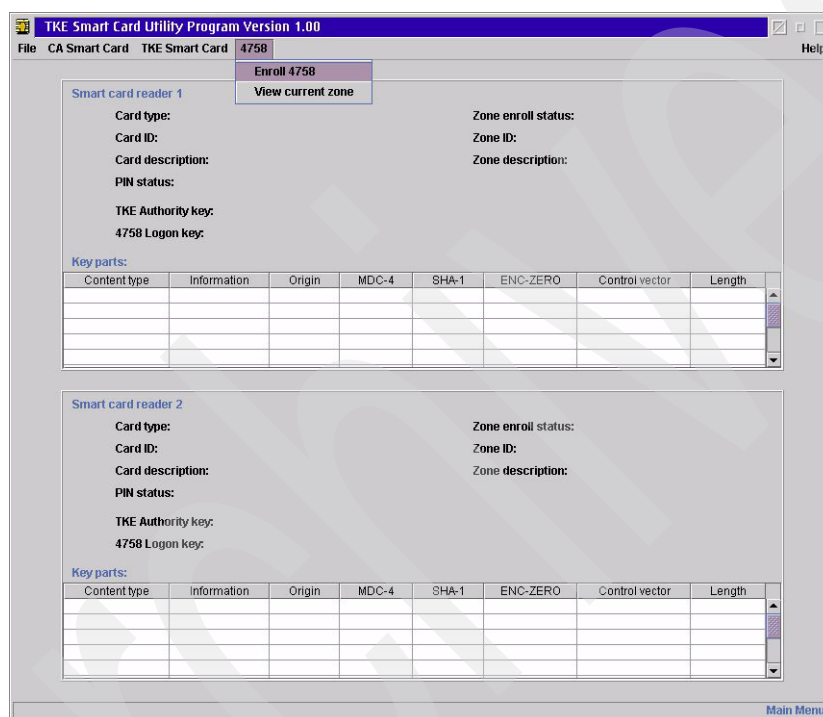 TKE Smart Card Utility Program Version 1.00
File CA Smart Card TKE Smart Card 4758 Help
Enroll 4758
View current zone
Smart card reader 1
Card type: Zone enroll status:
Card ID: Zone ID:
Card description: Zone description:
PIN status:
TKE Authority key:
4758 Logon key:
Key parts:
Content type Information Origin MDC-4 SHA-1 ENC-ZERO Control vector Length
Smart card reader 2
Card type: Zone enroll status:
Card ID: Zone ID:
Card description: Zone description:
PIN status:
TKE Authority key:
4758 Logon key:
Key parts:
Content type Information Origin MDC-4 SHA-1 ENC-ZERO Control vector Length
Main Menu